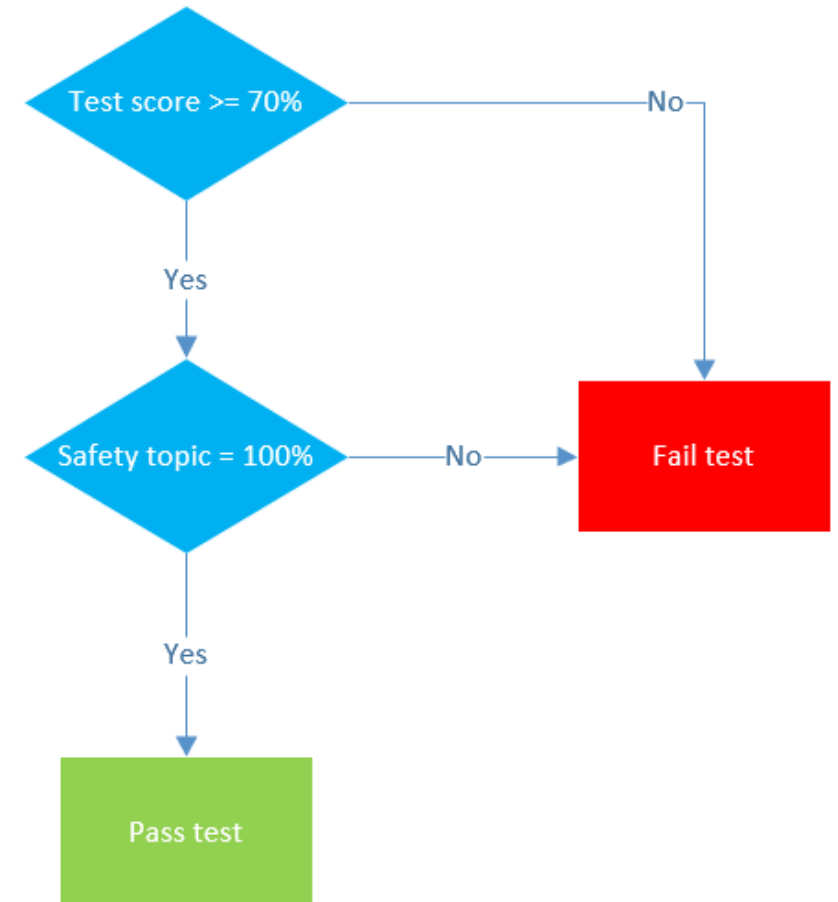 Test score >= 70%
No
Yes
Safety topic = 100%
No
Fail test
Yes
Pass test